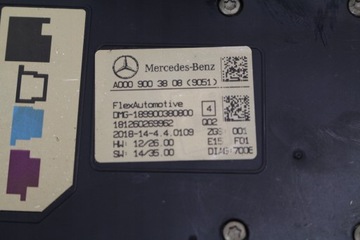 Mercedes-Benz
A000 900 38 08 (9051)
FlexAutomotive
DMG-189900380800 4
181260269962 002
2018-14-4.4.0109 ZGS: 001
HW: 12/26.00 E15 F01
SW: 14/35.00 DIAG:700E